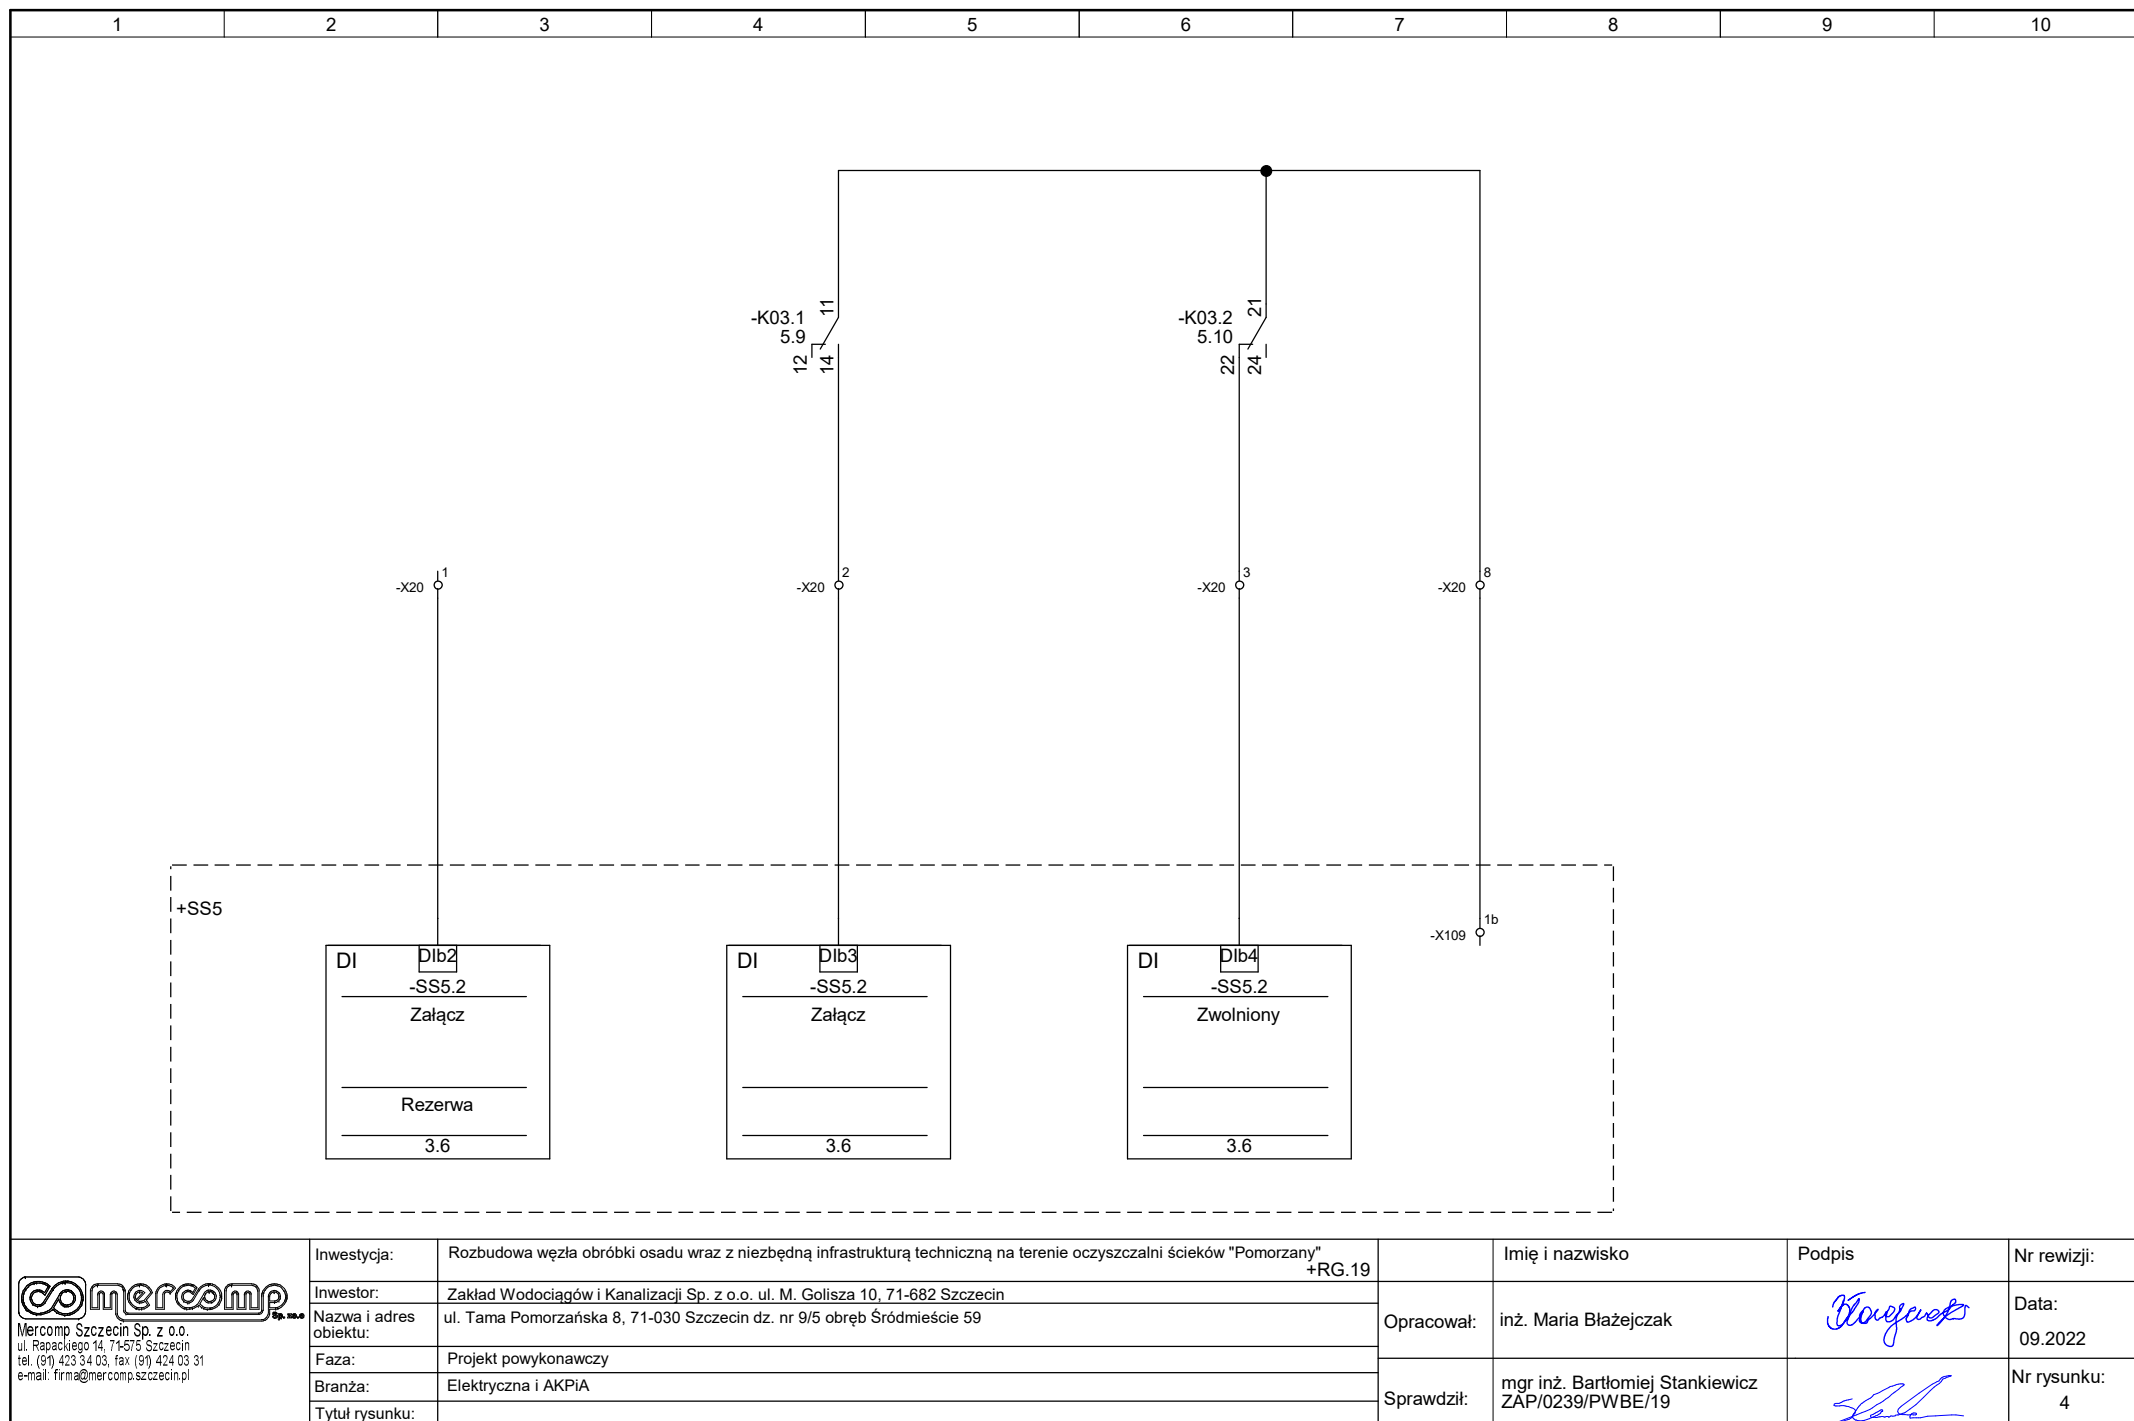 1 2 3 4 5 6 7 8 9 10
-K03.1
5.9
11
12
14
-K03.2
5.10
21
22
24
-X20 1
-X20 2
-X20 3
-X20 8
+SS5
-X109 1b
DI DIb2
-SS5.2
Załącz
Rezerwa
3.6
DI DIb3
-SS5.2
Załącz
3.6
DI DIb4
-SS5.2
Zwolniony
3.6
mercomp
Sp. zo.o
Mercomp Szczecin Sp. z o.o.
ul. Rapackiego 14, 71-575 Szczecin
tel. (91) 423 34 03, fax (91) 424 03 31
e-mail: firma@mercomp.szczecin.pl
Inwestycja: Rozbudowa węzła obróbki osadu wraz z niezbędną infrastrukturą techniczną na terenie oczyszczalni ścieków "Pomorzany"
+RG.19
Inwestor: Zakład Wodociągów i Kanalizacji Sp. z o.o. ul. M. Golisza 10, 71-682 Szczecin
Nazwa i adres obiektu: ul. Tama Pomorzańska 8, 71-030 Szczecin dz. nr 9/5 obręb Śródmieście 59
Faza: Projekt powykonawczy
Branża: Elektryczna i AKPiA
Tytuł rysunku:
Imię i nazwisko Podpis Nr rewizji:
Opracował: inż. Maria Błażejczak
Data:
09.2022
Sprawdził: mgr inż. Bartłomiej Stankiewicz
ZAP/0239/PWBE/19
Nr rysunku:
4